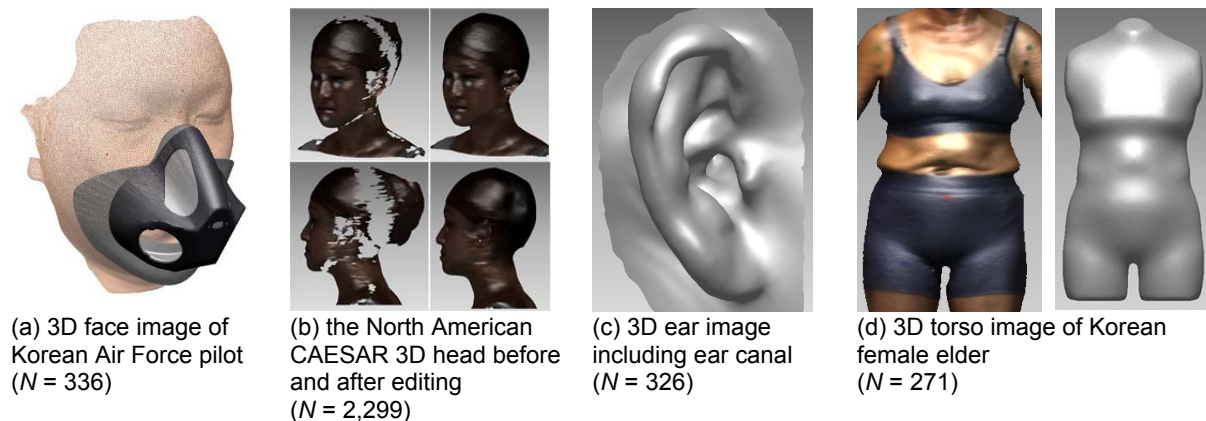 (a) 3D face image of
Korean Air Force pilot
(N = 336)
(b) the North American
CAESAR 3D head before
and after editing
(N = 2,299)
(c) 3D ear image
including ear canal
(N = 326)
(d) 3D torso image of Korean
female elder
(N = 271)